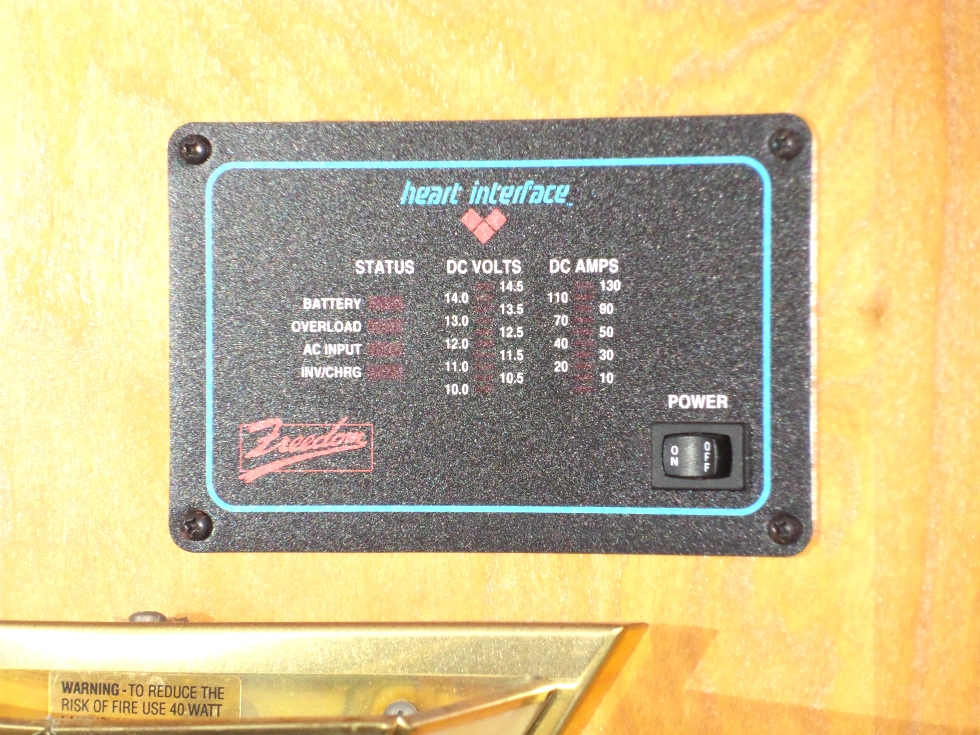 heart interface™
STATUS
BATTERY
OVERLOAD
AC INPUT
INV/CHRG
DC VOLTS
14.5
14.0
13.5
13.0
12.5
12.0
11.5
11.0
10.5
10.0
DC AMPS
130
110
90
70
50
40
30
20
10
POWER
ON
OFF
Freedom
WARNING - TO REDUCE THE
RISK OF FIRE USE 40 WATT